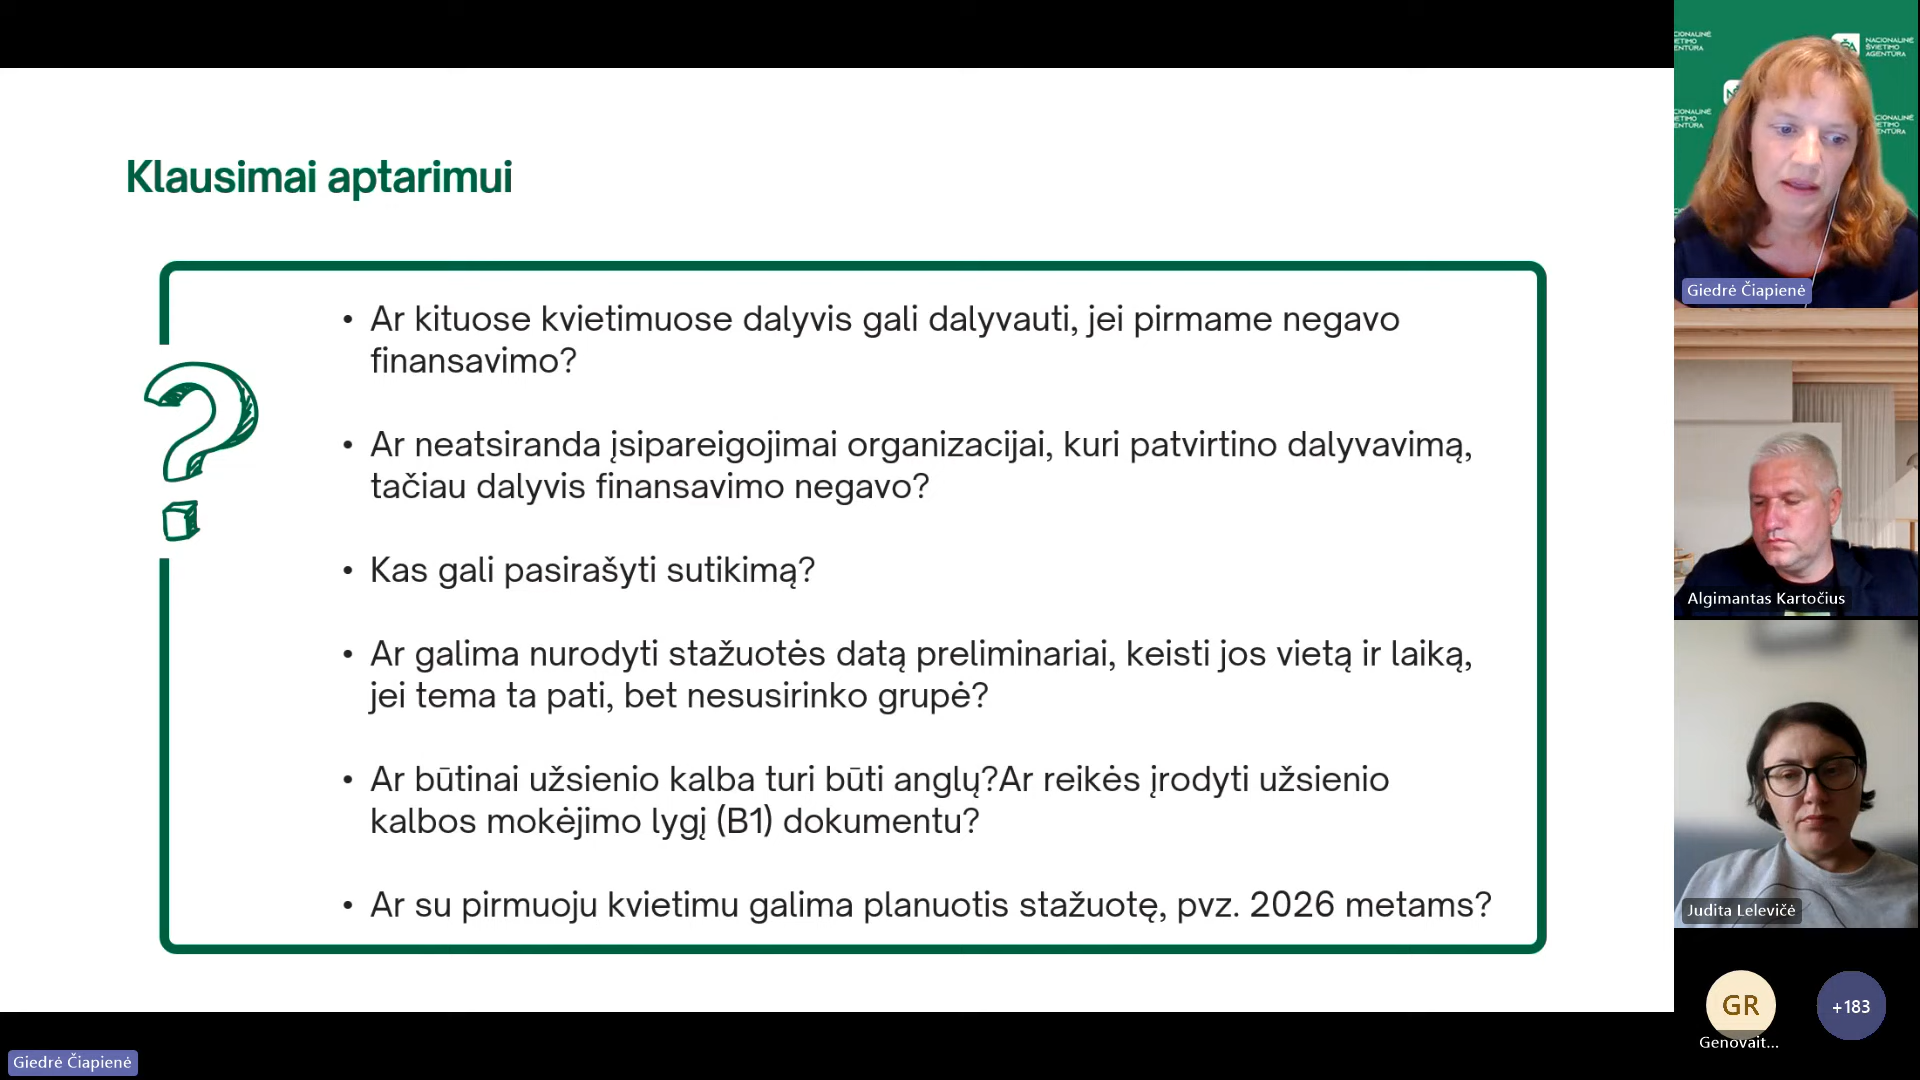 Klausimai aptarimui
• Ar kituose kvietimuose dalyvis gali dalyvauti, jei pirmame negavo
finansavimo?
• Ar neatsiranda įsipareigojimai organizacijai, kuri patvirtino dalyvavimą,
tačiau dalyvis finansavimo negavo?
• Kas gali pasirašyti sutikimą?
• Ar galima nurodyti stažuotės datą preliminariai, keisti jos vietą ir laiką,
jei tema ta pati, bet nesusirinko grupė?
• Ar būtinai užsienio kalba turi būti anglų?Ar reikės įrodyti užsienio
kalbos mokėjimo lygį (B1) dokumentu?
• Ar su pirmuoju kvietimu galima planuotis stažuotę, pvz. 2026 metams?
NACIONALINĖ
ŠVIETIMO
AGENTŪRA
Giedrė Čiapienė
Algimantas Kartočius
Judita Lelevičė
GR
Genovait...
+183
Giedrė Čiapienė